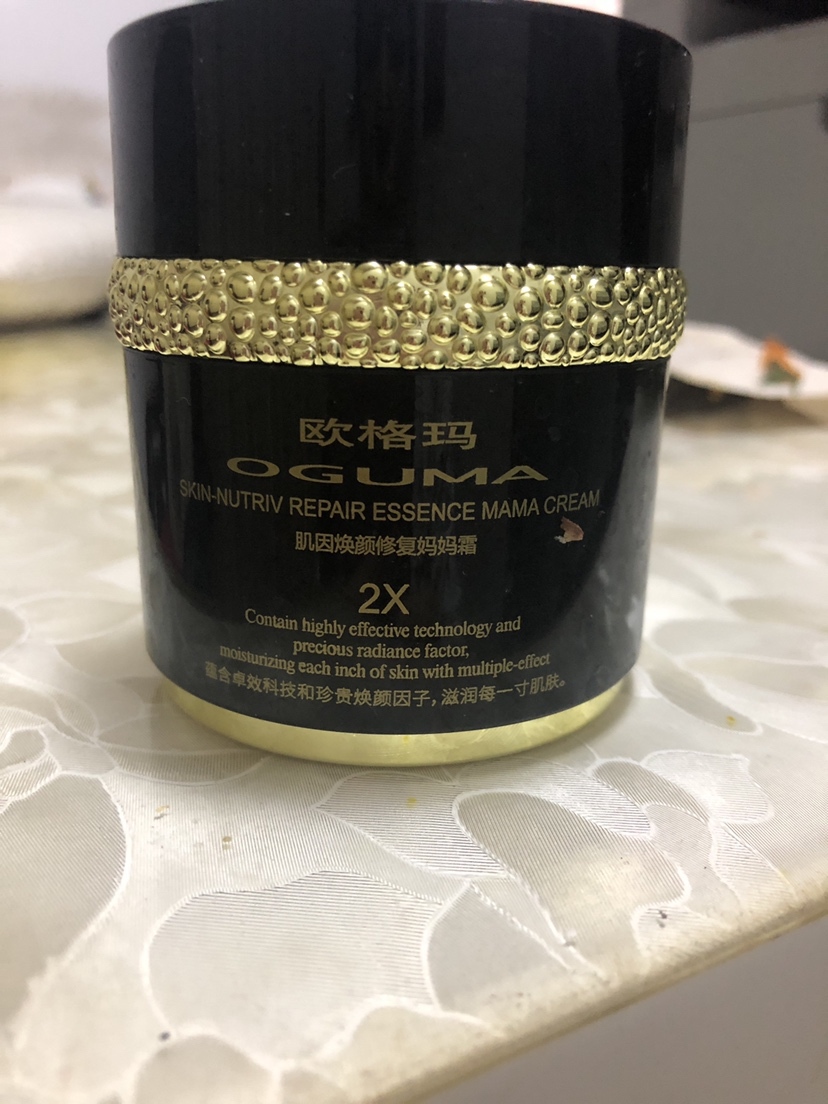 欧格玛
OGUMA
SKIN-NUTRIV REPAIR ESSENCE MAMA CREAM
肌因焕颜修复妈妈霜
2X
Contain highly effective technology and
precious radiance factor,
moisturizing each inch of skin with multiple-effect
蕴含卓效科技和珍贵焕颜因子,滋润每一寸肌肤。